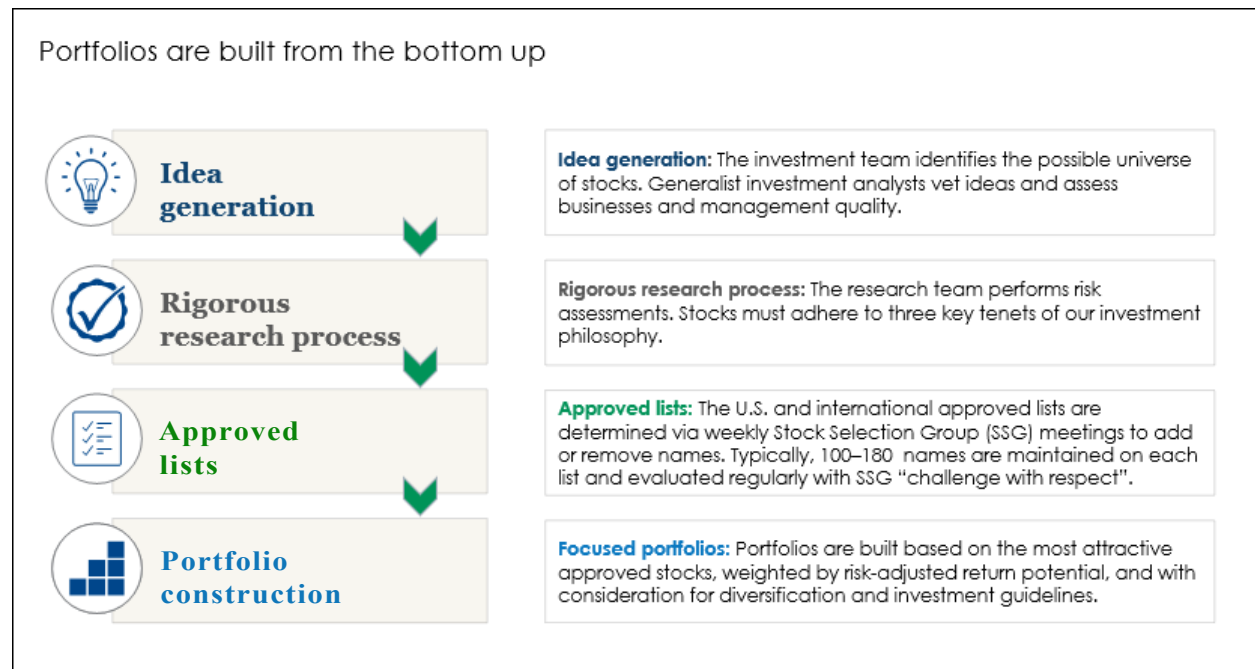 Portfolios are built from the bottom up
Idea
generation
Idea generation: The investment team identifies the possible universe
of stocks. Generalist investment analysts vet ideas and assess
businesses and management quality.
Rigorous
research process
Rigorous research process: The research team performs risk
assessments. Stocks must adhere to three key tenets of our investment
philosophy.
Approved
lists
Approved lists: The U.S. and international approved lists are
determined via weekly Stock Selection Group (SSG) meetings to add
or remove names. Typically, 100–180 names are maintained on each
list and evaluated regularly with SSG “challenge with respect”.
Portfolio
construction
Focused portfolios: Portfolios are built based on the most attractive
approved stocks, weighted by risk-adjusted return potential, and with
consideration for diversification and investment guidelines.